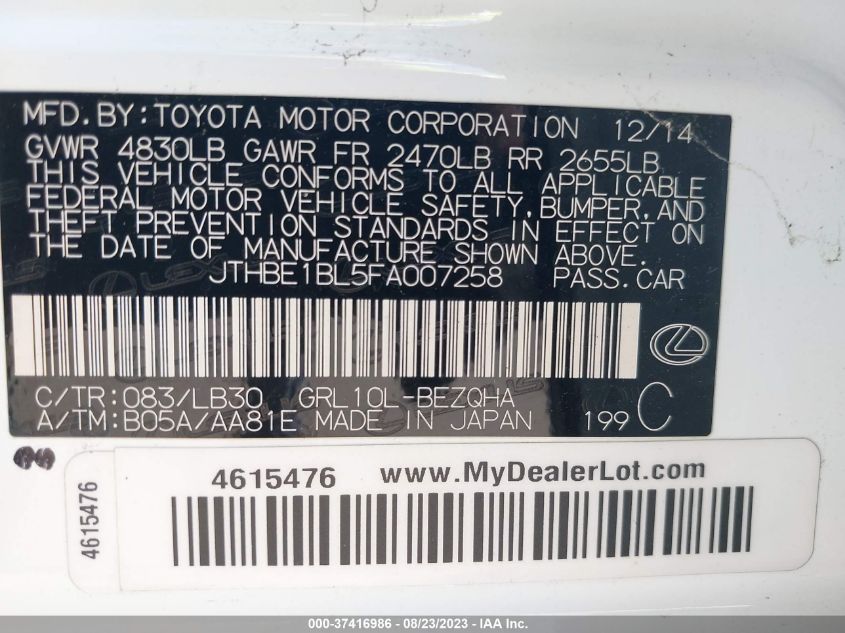 MFD.BY:TOYOTA MOTOR CORPORATION 12/14
GVWR 4830LB GAWR FR 2470LB RR 2655LB
THIS VEHICLE CONFORMS TO ALL APPLICABLE
FEDERAL MOTOR VEHICLE SAFETY,BUMPER,AND
THEFT PREVENTION STANDARDS IN EFFECT ON
THE DATE OF MANUFACTURE SHOWN ABOVE.
JTHBE1BL5FA007258 PASS.CAR
C/TR:083/LB30 GRL10L-BEZQHA C
A/TM:B05A/AA81E MADE IN JAPAN 199
4615476
4615476 www.MyDealerLot.com
000-37416986 - 08/23/2023 - IAA Inc.